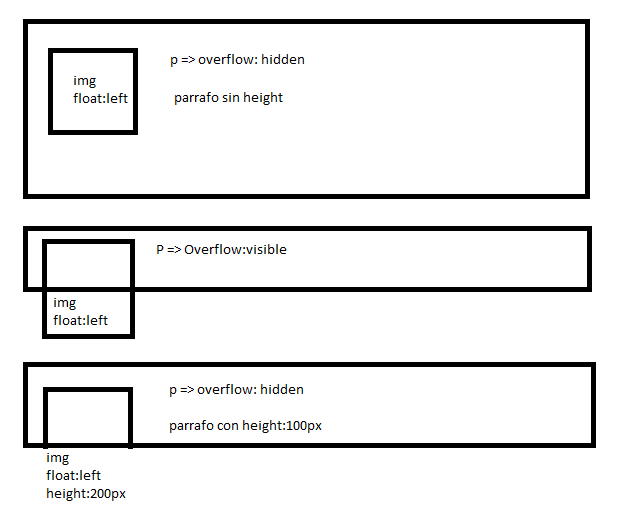 p => overflow: hidden
img
float:left
parrafo sin height
P => Overflow:visible
img
float:left
p => overflow: hidden
parrafo con height:100px
img
float:left
height:200px